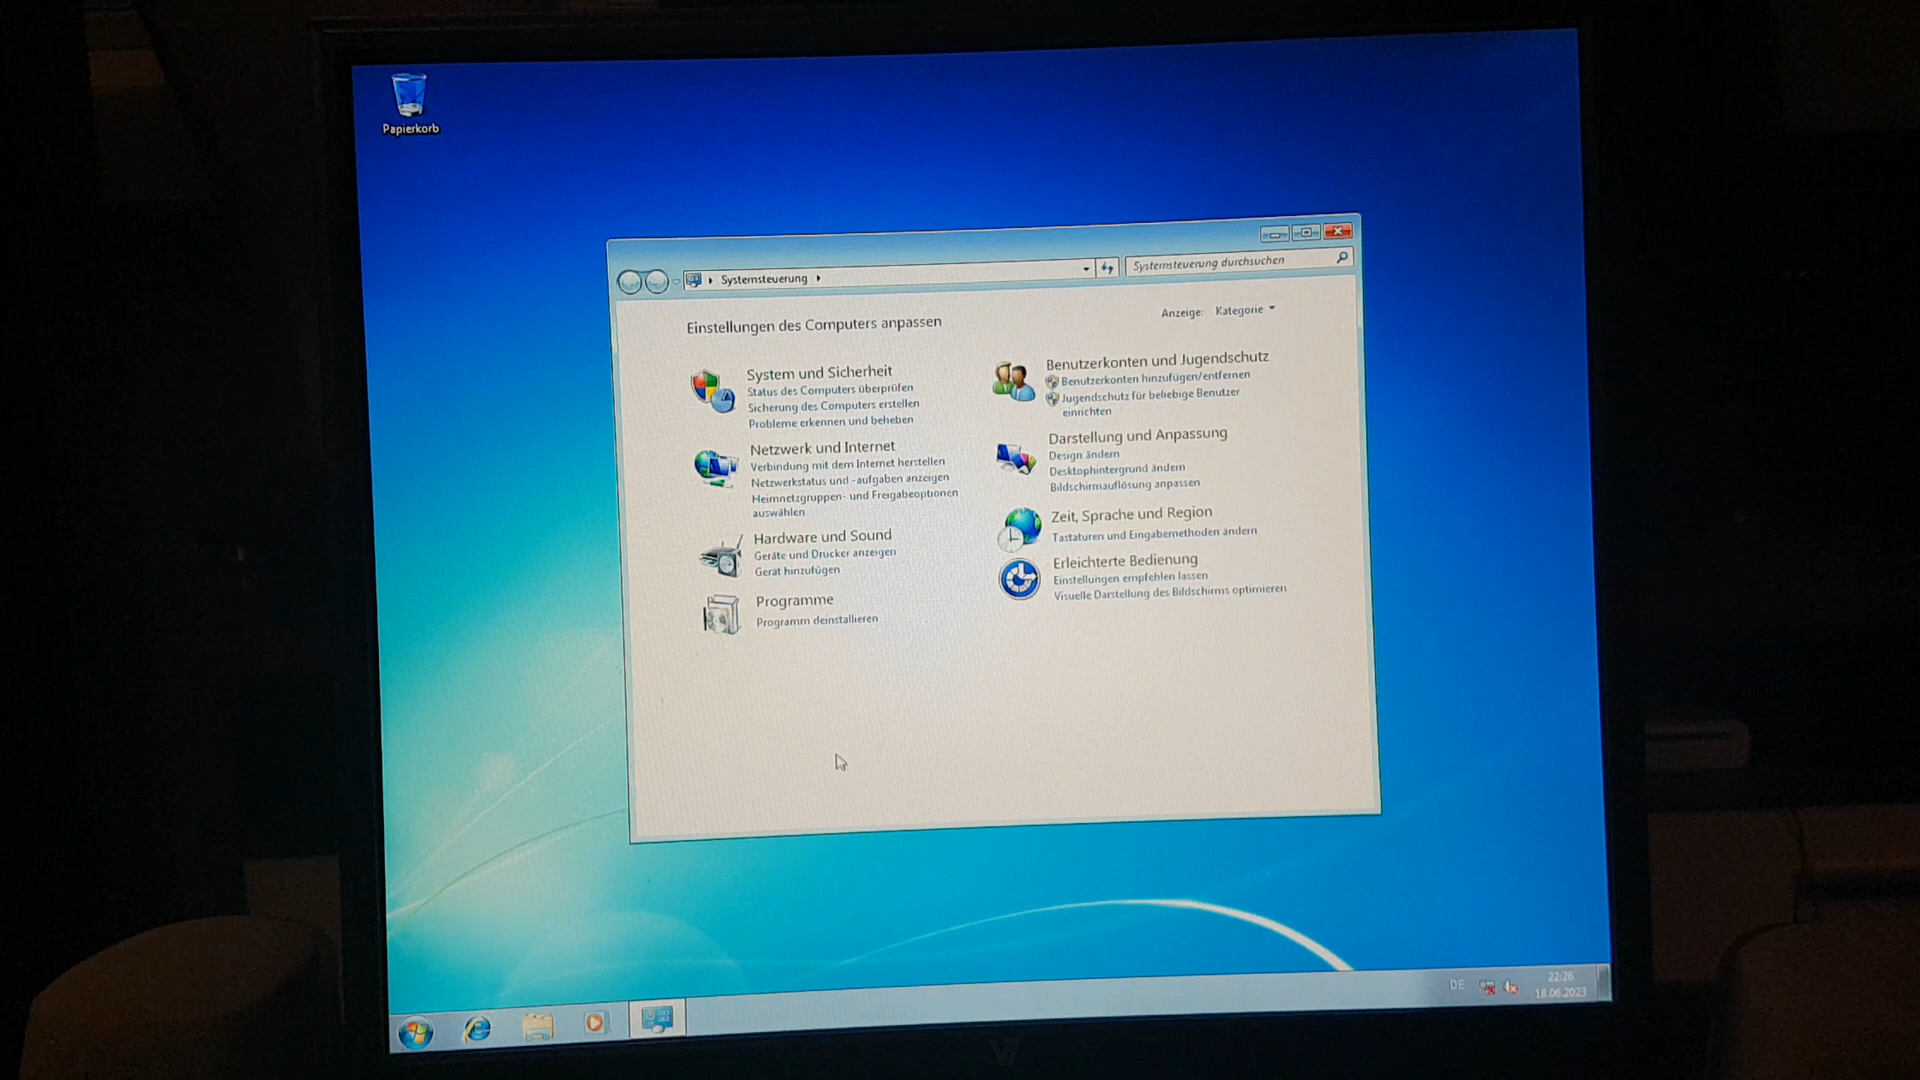 Papierkorb
Systemsteuerung
Systemsteuerung durchsuchen
Einstellungen des Computers anpassen
Anzeige: Kategorie
System und Sicherheit
Status des Computers überprüfen
Sicherung des Computers erstellen
Probleme erkennen und beheben
Netzwerk und Internet
Verbindung mit dem Internet herstellen
Netzwerkstatus und -aufgaben anzeigen
Heimnetzgruppen- und Freigabeoptionen
auswählen
Hardware und Sound
Geräte und Drucker anzeigen
Gerät hinzufügen
Programme
Programm deinstallieren
Benutzerkonten und Jugendschutz
Benutzerkonten hinzufügen/entfernen
Jugendschutz für beliebige Benutzer
einrichten
Darstellung und Anpassung
Design ändern
Desktophintergrund ändern
Bildschirmauflösung anpassen
Zeit, Sprache und Region
Tastaturen und Eingabemethoden ändern
Erleichterte Bedienung
Einstellungen empfehlen lassen
Visuelle Darstellung des Bildschirms optimieren
DE
22:26
18.06.2023